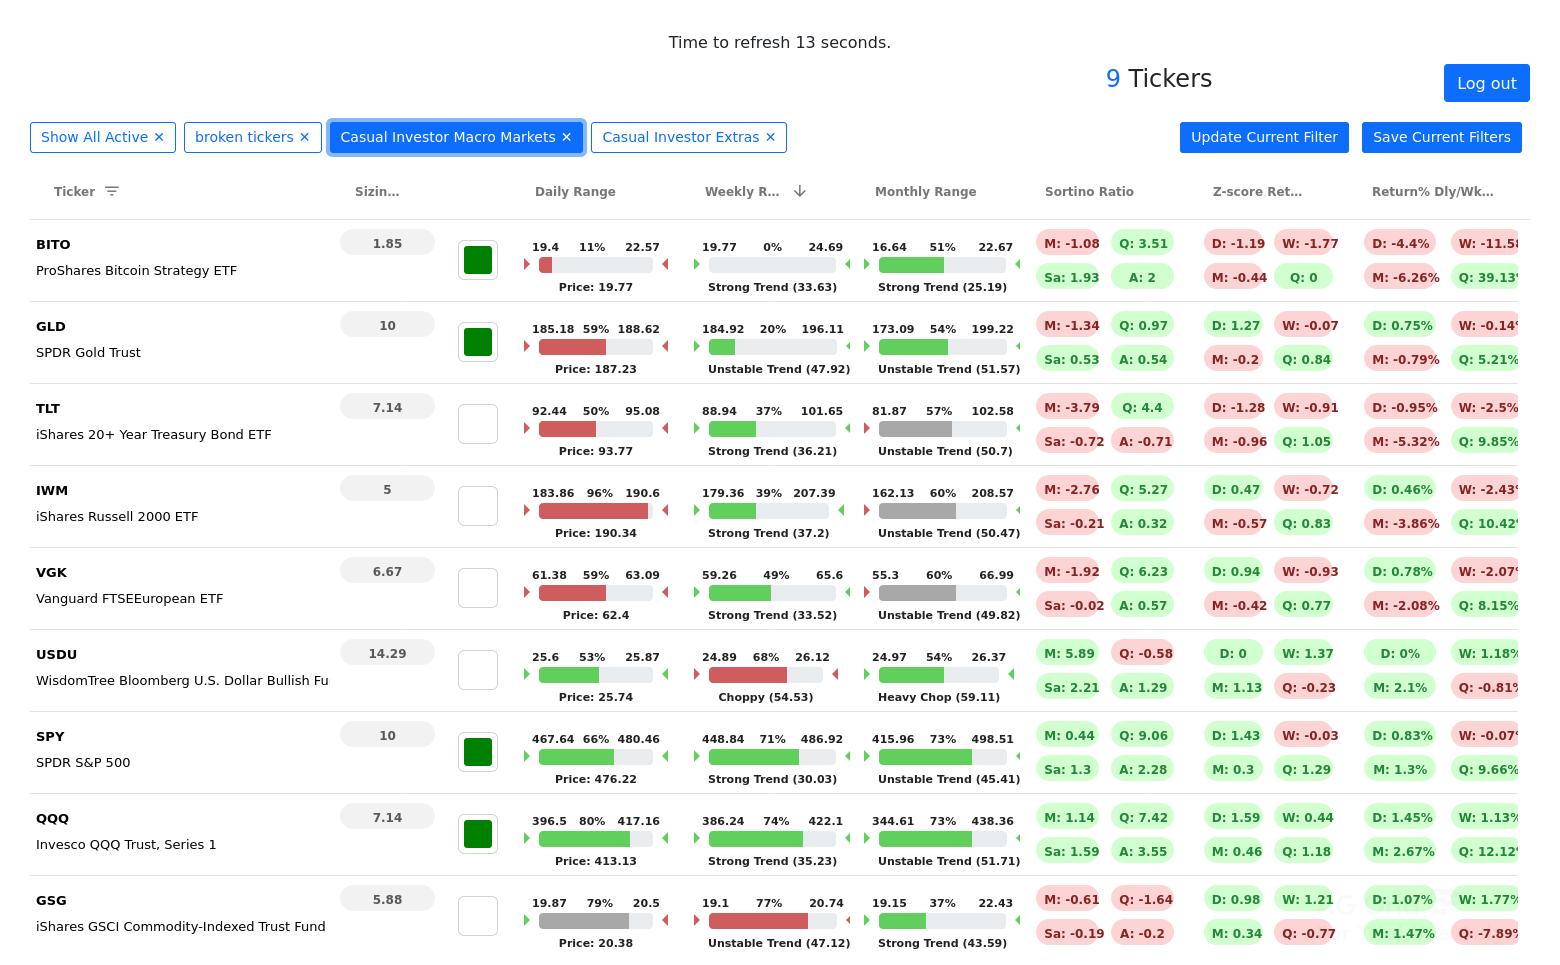 Time to refresh 13 seconds.
9 Tickers
Log out
Show All Active ✕ broken tickers ✕ Casual Investor Macro Markets ✕ Casual Investor Extras ✕ Update Current Filter Save Current Filters
Ticker Sizin… Daily Range Weekly R… Monthly Range Sortino Ratio Z-score Ret… Return% Dly/Wk…
BITO 1.85 19.4 11% 22.57 19.77 0% 24.69 16.64 51% 22.67 M: -1.08 Q: 3.51 D: -1.19 W: -1.77 D: -4.4% W: -11.58
ProShares Bitcoin Strategy ETF Price: 19.77 Strong Trend (33.63) Strong Trend (25.19) Sa: 1.93 A: 2 M: -0.44 Q: 0 M: -6.26% Q: 39.13%
GLD 10 185.18 59% 188.62 184.92 20% 196.11 173.09 54% 199.22 M: -1.34 Q: 0.97 D: 1.27 W: -0.07 D: 0.75% W: -0.14%
SPDR Gold Trust Price: 187.23 Unstable Trend (47.92) Unstable Trend (51.57) Sa: 0.53 A: 0.54 M: -0.2 Q: 0.84 M: -0.79% Q: 5.21%
TLT 7.14 92.44 50% 95.08 88.94 37% 101.65 81.87 57% 102.58 M: -3.79 Q: 4.4 D: -1.28 W: -0.91 D: -0.95% W: -2.5%
iShares 20+ Year Treasury Bond ETF Price: 93.77 Strong Trend (36.21) Unstable Trend (50.7) Sa: -0.72 A: -0.71 M: -0.96 Q: 1.05 M: -5.32% Q: 9.85%
IWM 5 183.86 96% 190.6 179.36 39% 207.39 162.13 60% 208.57 M: -2.76 Q: 5.27 D: 0.47 W: -0.72 D: 0.46% W: -2.43%
iShares Russell 2000 ETF Price: 190.34 Strong Trend (37.2) Unstable Trend (50.47) Sa: -0.21 A: 0.32 M: -0.57 Q: 0.83 M: -3.86% Q: 10.42%
VGK 6.67 61.38 59% 63.09 59.26 49% 65.6 55.3 60% 66.99 M: -1.92 Q: 6.23 D: 0.94 W: -0.93 D: 0.78% W: -2.07%
Vanguard FTSEEuropean ETF Price: 62.4 Strong Trend (33.52) Unstable Trend (49.82) Sa: -0.02 A: 0.57 M: -0.42 Q: 0.77 M: -2.08% Q: 8.15%
USDU 14.29 25.6 53% 25.87 24.89 68% 26.12 24.97 54% 26.37 M: 5.89 Q: -0.58 D: 0 W: 1.37 D: 0% W: 1.18%
WisdomTree Bloomberg U.S. Dollar Bullish Fu Price: 25.74 Choppy (54.53) Heavy Chop (59.11) Sa: 2.21 A: 1.29 M: 1.13 Q: -0.23 M: 2.1% Q: -0.81%
SPY 10 467.64 66% 480.46 448.84 71% 486.92 415.96 73% 498.51 M: 0.44 Q: 9.06 D: 1.43 W: -0.03 D: 0.83% W: -0.07%
SPDR S&P 500 Price: 476.22 Strong Trend (30.03) Unstable Trend (45.41) Sa: 1.3 A: 2.28 M: 0.3 Q: 1.29 M: 1.3% Q: 9.66%
QQQ 7.14 396.5 80% 417.16 386.24 74% 422.1 344.61 73% 438.36 M: 1.14 Q: 7.42 D: 1.59 W: 0.44 D: 1.45% W: 1.13%
Invesco QQQ Trust, Series 1 Price: 413.13 Strong Trend (35.23) Unstable Trend (51.71) Sa: 1.59 A: 3.55 M: 0.46 Q: 1.18 M: 2.67% Q: 12.12%
GSG 5.88 19.87 79% 20.5 19.1 77% 20.74 19.15 37% 22.43 M: -0.61 Q: -1.64 D: 0.98 W: 1.21 D: 1.07% W: 1.77%
iShares GSCI Commodity-Indexed Trust Fund Price: 20.38 Unstable Trend (47.12) Strong Trend (43.59) Sa: -0.19 A: -0.2 M: 0.34 Q: -0.77 M: 1.47% Q: -7.89%